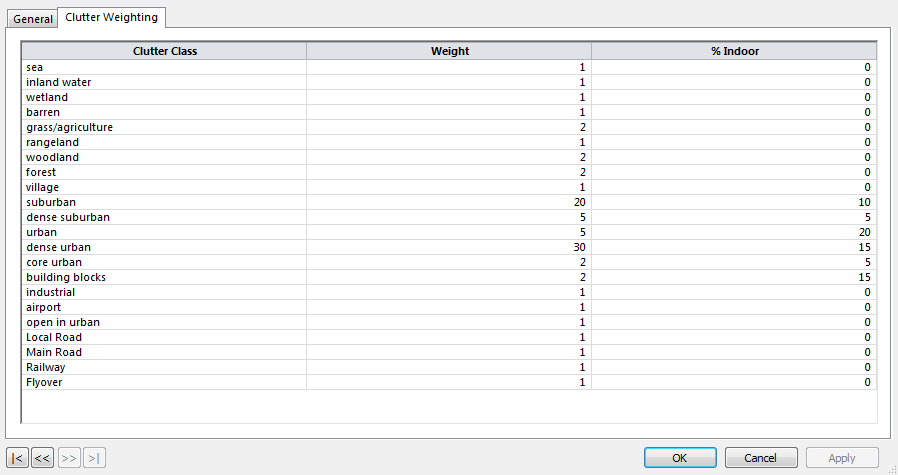 General Clutter Weighting
Clutter Class Weight % Indoor
sea 1 0
inland water 1 0
wetland 1 0
barren 1 0
grass/agriculture 2 0
rangeland 1 0
woodland 2 0
forest 2 0
village 1 0
suburban 20 10
dense suburban 5 5
urban 5 20
dense urban 30 15
core urban 2 5
building blocks 2 15
industrial 1 0
airport 1 0
open in urban 1 0
Local Road 1 0
Main Road 1 0
Railway 1 0
Flyover 1 0
|< << >> >| OK Cancel Apply